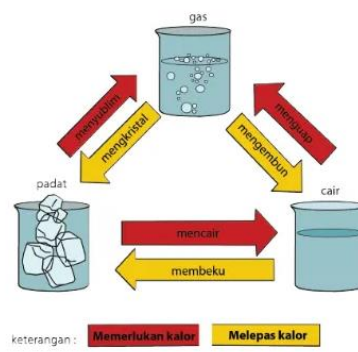 gas
menyublim
mengkristal
menguap
mengembun
padat
cair
mencair
membeku
keterangan : Memerlukan kalor Melepas kalor